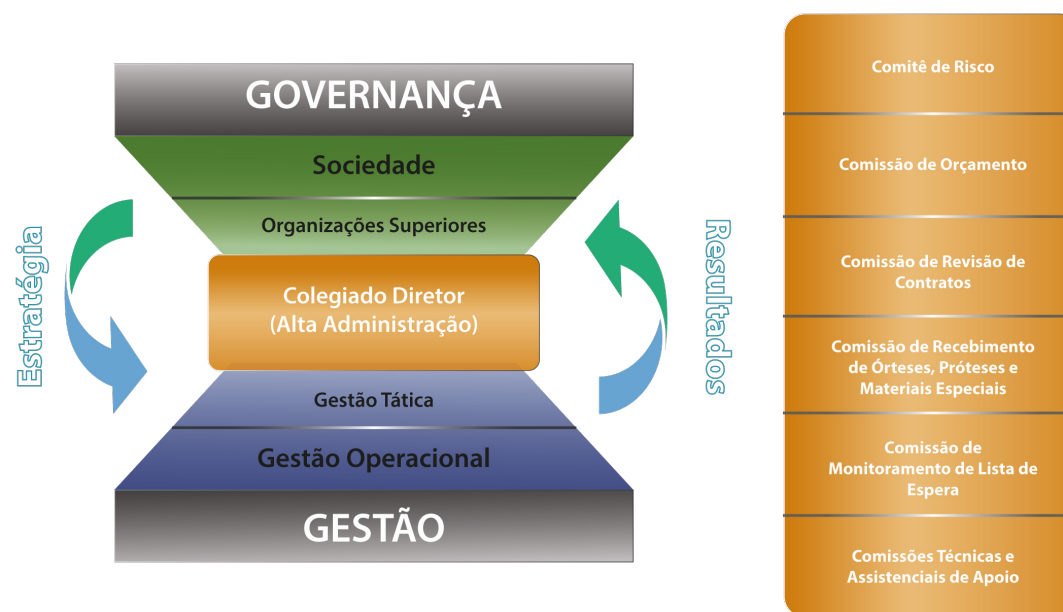 GOVERNANÇA
Sociedade
Organizações Superiores
Colegiado Diretor
(Alta Administração)
Gestão Tática
Gestão Operacional
GESTÃO
Estratégia
Resultados
Comitê de Risco
Comissão de Orçamento
Comissão de Revisão de
Contratos
Comissão de Recebimento
de Órteses, Próteses e
Materiais Especiais
Comissão de
Monitoramento de Lista de
Espera
Comissões Técnicas e
Assistenciais de Apoio